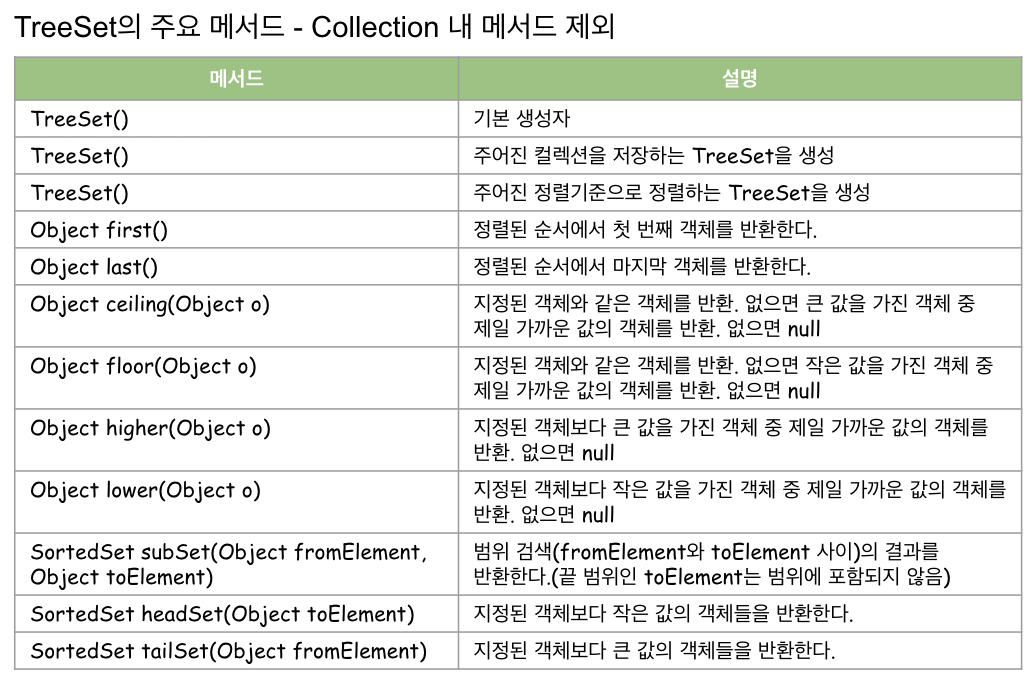 TreeSet의 주요 메서드 - Collection 내 메서드 제외
메서드
설명
TreeSet()
기본 생성자
TreeSet()
주어진 컬렉션을 저장하는 TreeSet을 생성
TreeSet()
주어진 정렬기준으로 정렬하는 TreeSet을 생성
Object first()
정렬된 순서에서 첫 번째 객체를 반환한다.
Object last()
정렬된 순서에서 마지막 객체를 반환한다.
Object ceiling(Object o)
지정된 객체와 같은 객체를 반환. 없으면 큰 값을 가진 객체 중
제일 가까운 값의 객체를 반환. 없으면 null
Object floor(Object o)
지정된 객체와 같은 객체를 반환. 없으면 작은 값을 가진 객체 중
제일 가까운 값의 객체를 반환. 없으면 null
Object higher(Object o)
지정된 객체보다 큰 값을 가진 객체 중 제일 가까운 값의 객체를
반환. 없으면 null
Object lower(Object o)
지정된 객체보다 작은 값을 가진 객체 중 제일 가까운 값의 객체를
반환. 없으면 null
SortedSet subSet(Object fromElement,
Object toElement)
범위 검색(fromElement와 toElement 사이)의 결과를
반환한다.(끝 범위인 toElement는 범위에 포함되지 않음)
SortedSet headSet(Object toElement)
지정된 객체보다 작은 값의 객체들을 반환한다.
SortedSet tailSet(Object fromElement)
지정된 객체보다 큰 값의 객체들을 반환한다.